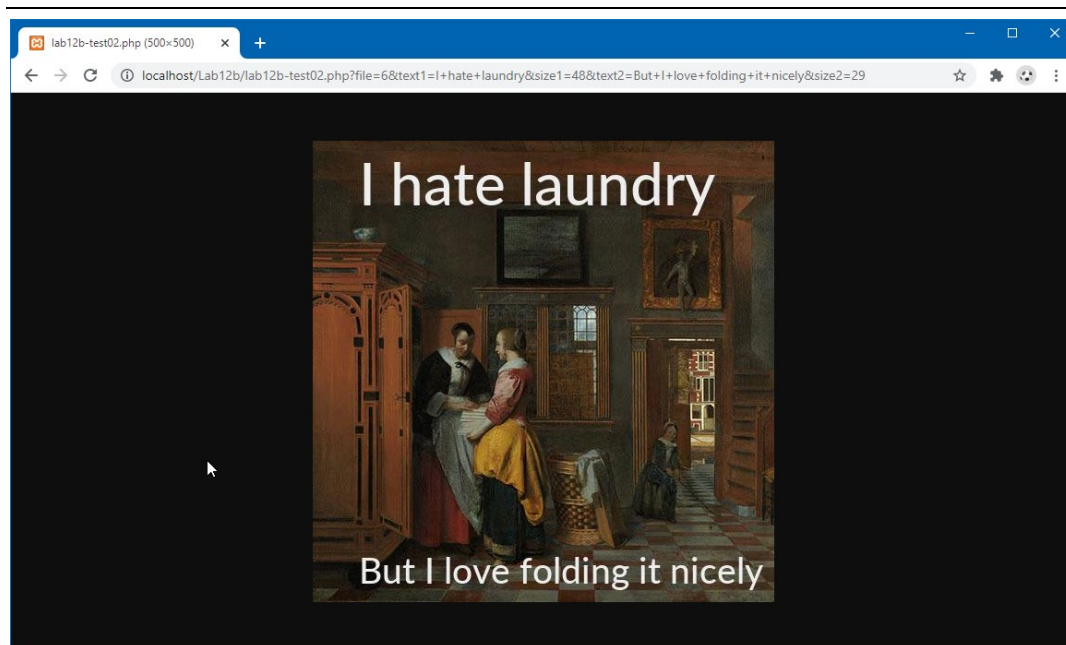 lab12b-test02.php (500×500)
localhost/Lab12b/lab12b-test02.php?file=6&text1=I+hate+laundry&size1=48&text2=But+I+love+folding+it+nicely&size2=29
I hate laundry
But I love folding it nicely